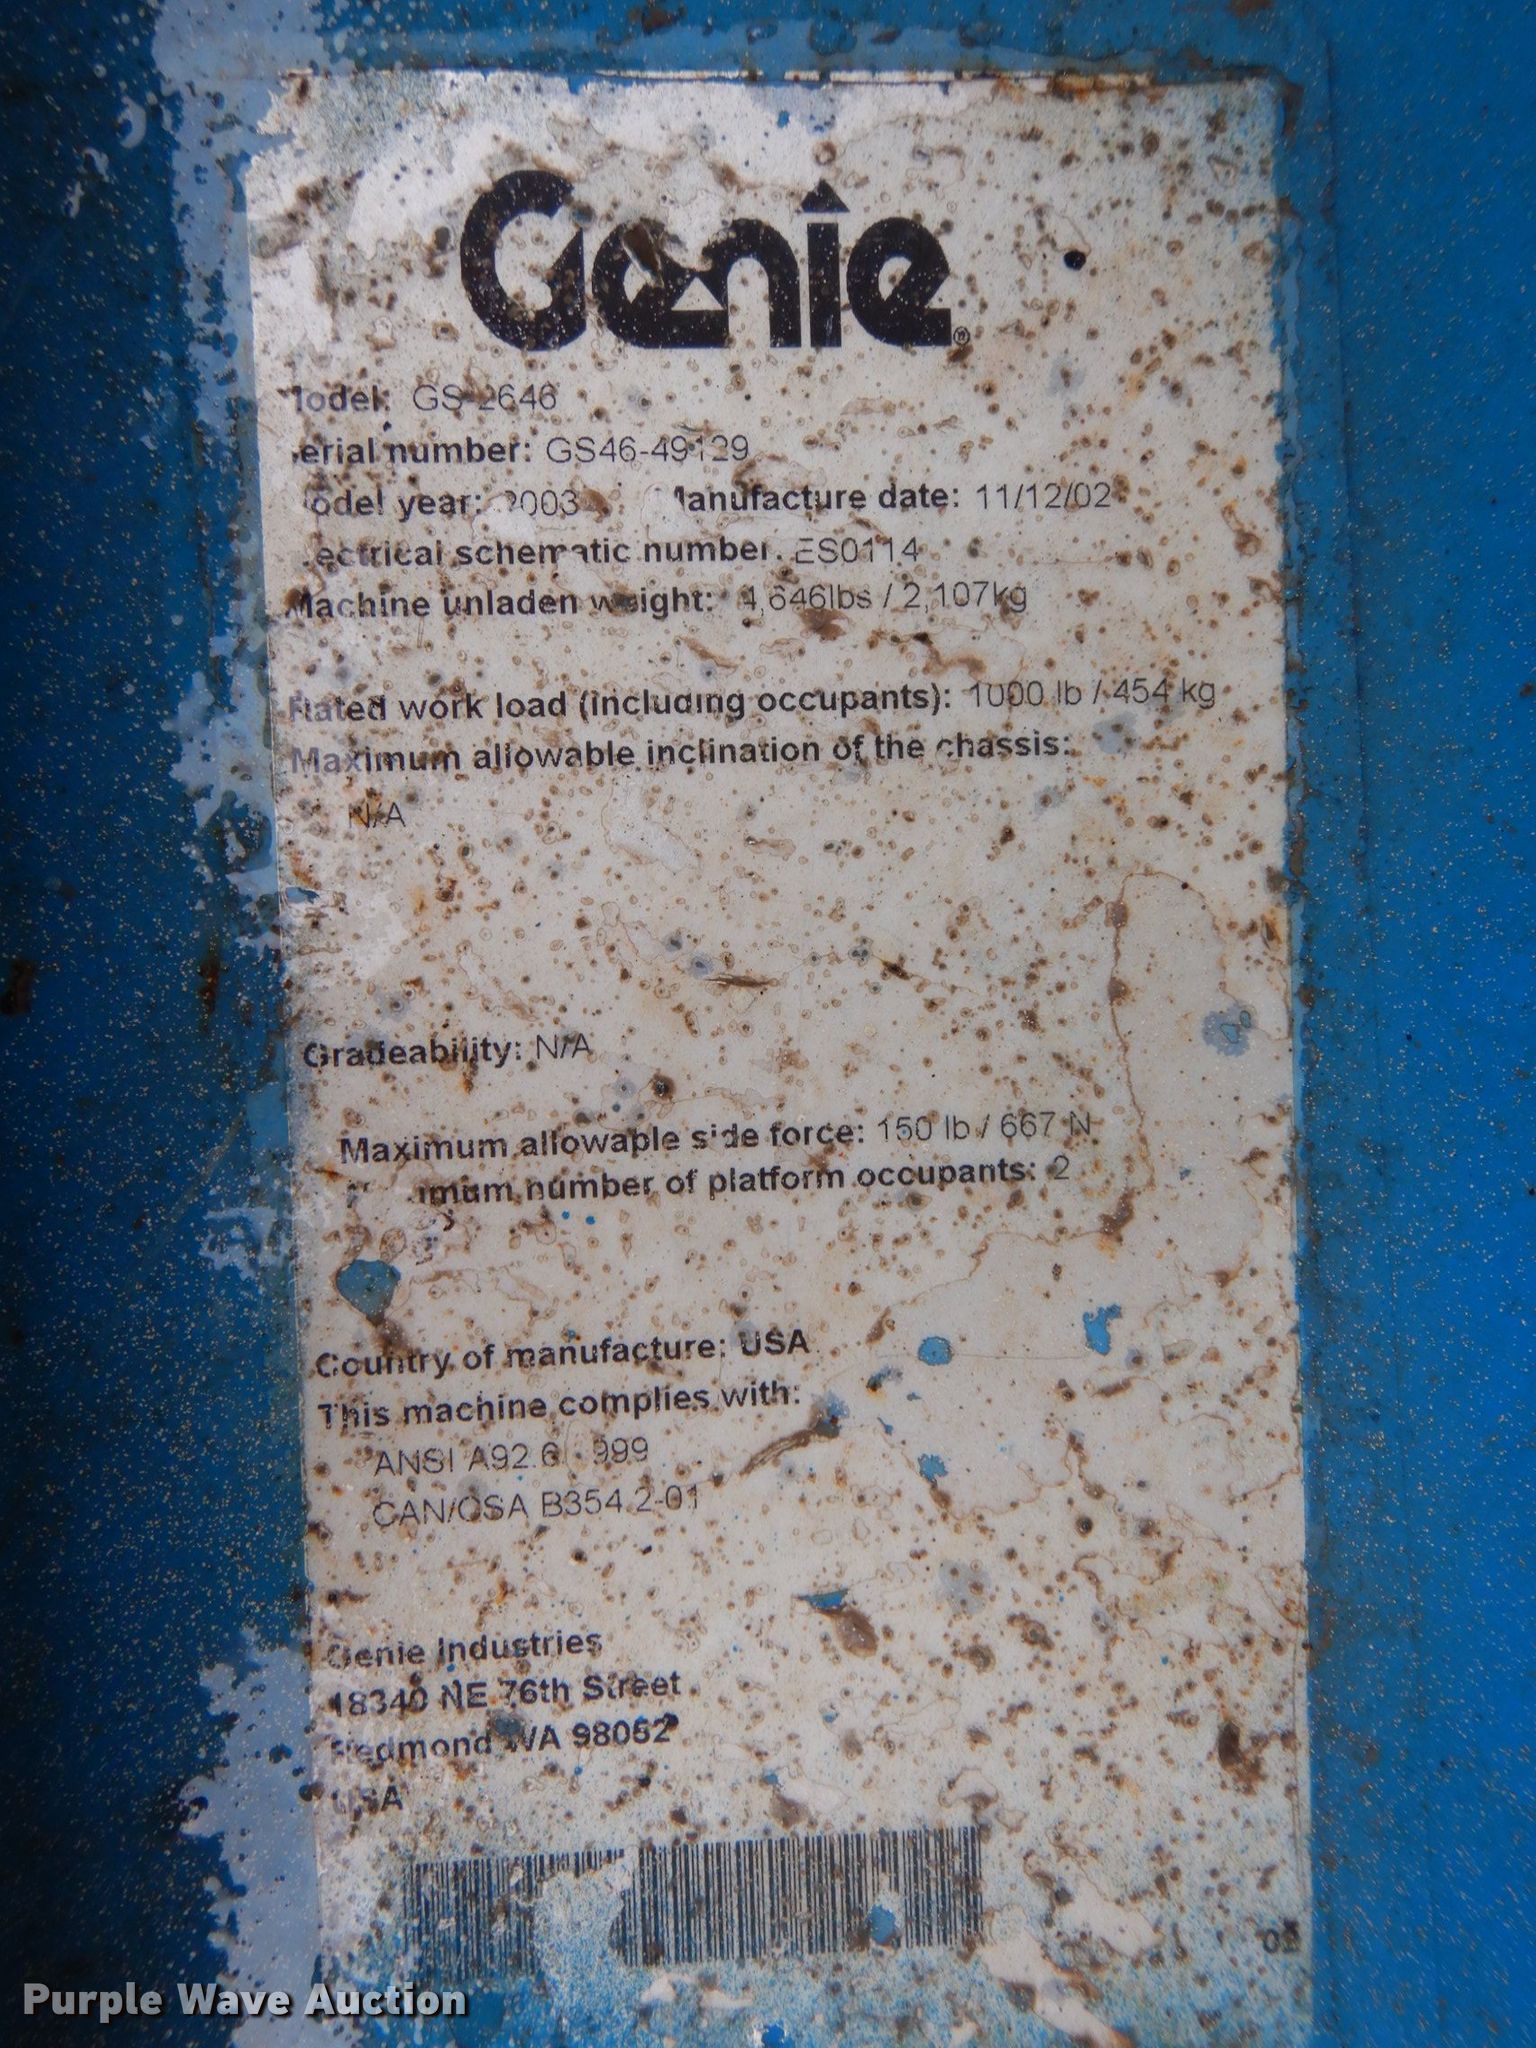 Genie®
Model: GS-2646
Serial number: GS46-49129
Model year: 2003 Manufacture date: 11/12/02
Electrical schematic number: ES0114
Machine unladen weight: 4,646lbs / 2,107kg
Rated work load (including occupants): 1000 lb / 454 kg
Maximum allowable inclination of the chassis:
N/A
Gradeability: N/A
Maximum allowable side force: 150 lb / 667 N
Maximum number of platform occupants: 2
Country of manufacture: USA
This machine complies with:
ANSI A92.6
CAN/CSA B354.2-01
Genie Industries
18340 NE 76th Street
Redmond WA 98052
USA
Purple Wave Auction